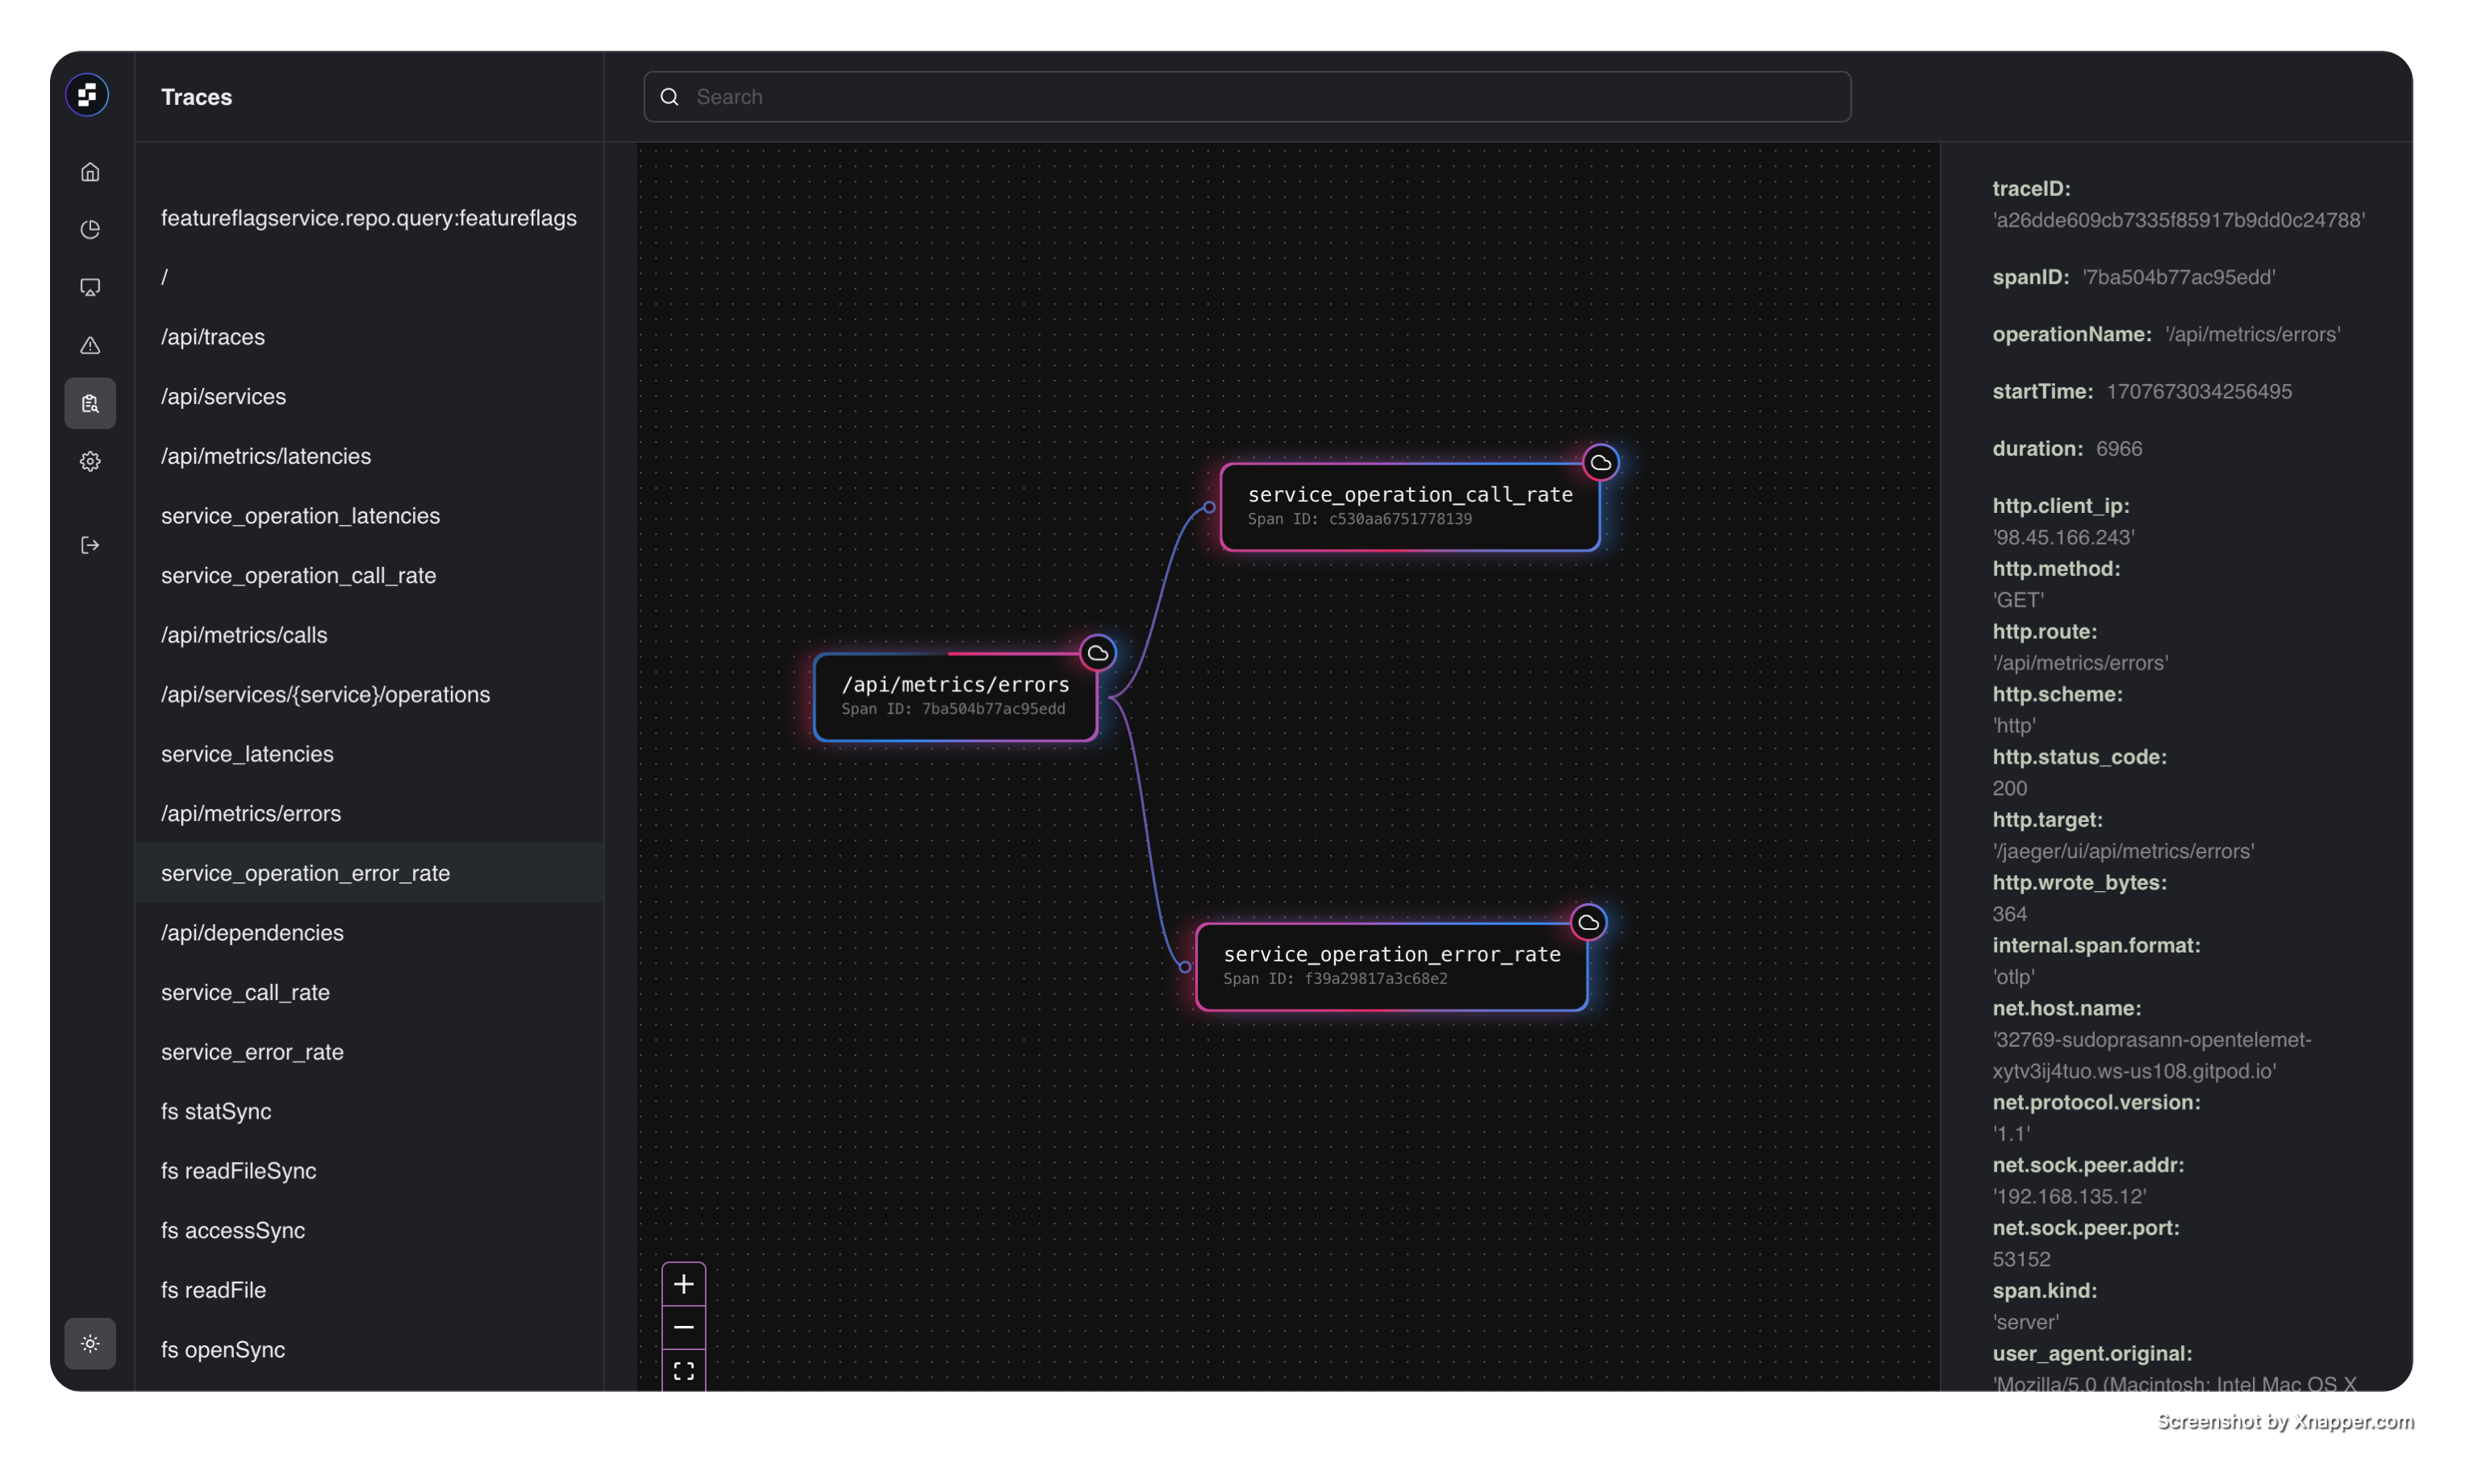 Traces
Search
featureflagservice.repo.query:featureflags
/
/api/traces
/api/services
/api/metrics/latencies
service_operation_latencies
service_operation_call_rate
/api/metrics/calls
/api/services/{service}/operations
service_latencies
/api/metrics/errors
service_operation_error_rate
/api/dependencies
service_call_rate
service_error_rate
fs statSync
fs readFileSync
fs accessSync
fs readFile
fs openSync
service_operation_call_rate
Span ID: c530aa6751778139
/api/metrics/errors
Span ID: 7ba504b77ac95edd
service_operation_error_rate
Span ID: f39a29817a3c68e2
traceID:
'a26dde609cb7335f85917b9dd0c24788'
spanID: '7ba504b77ac95edd'
operationName: '/api/metrics/errors'
startTime: 1707673034256495
duration: 6966
http.client_ip:
'98.45.166.243'
http.method:
'GET'
http.route:
'/api/metrics/errors'
http.scheme:
'http'
http.status_code:
200
http.target:
'/jaeger/ui/api/metrics/errors'
http.wrote_bytes:
364
internal.span.format:
'otlp'
net.host.name:
'32769-sudoprasann-opentelemet-
xytv3ij4tuo.ws-us108.gitpod.io'
net.protocol.version:
'1.1'
net.sock.peer.addr:
'192.168.135.12'
net.sock.peer.port:
53152
span.kind:
'server'
user_agent.original:
'Mozilla/5.0 (Macintosh; Intel Mac OS X
Screenshot by Xnapper.com